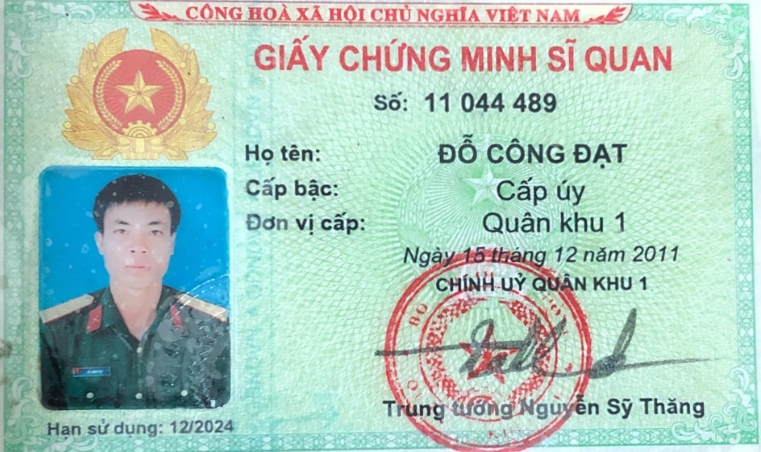 CÔNG HOÀ XÃ HỘI CHỦ NGHĨA VIỆT NAM
GIẤY CHỨNG MINH SĨ QUAN
Số: 11 044 489
Họ tên: ĐỖ CÔNG ĐẠT
Cấp bậc: Cấp úy
Đơn vị cấp: Quân khu 1
Ngày 15 tháng 12 năm 2011
CHÍNH UỶ QUÂN KHU 1
Trung tướng Nguyễn Sỹ Thăng
Hạn sử dụng: 12/2024